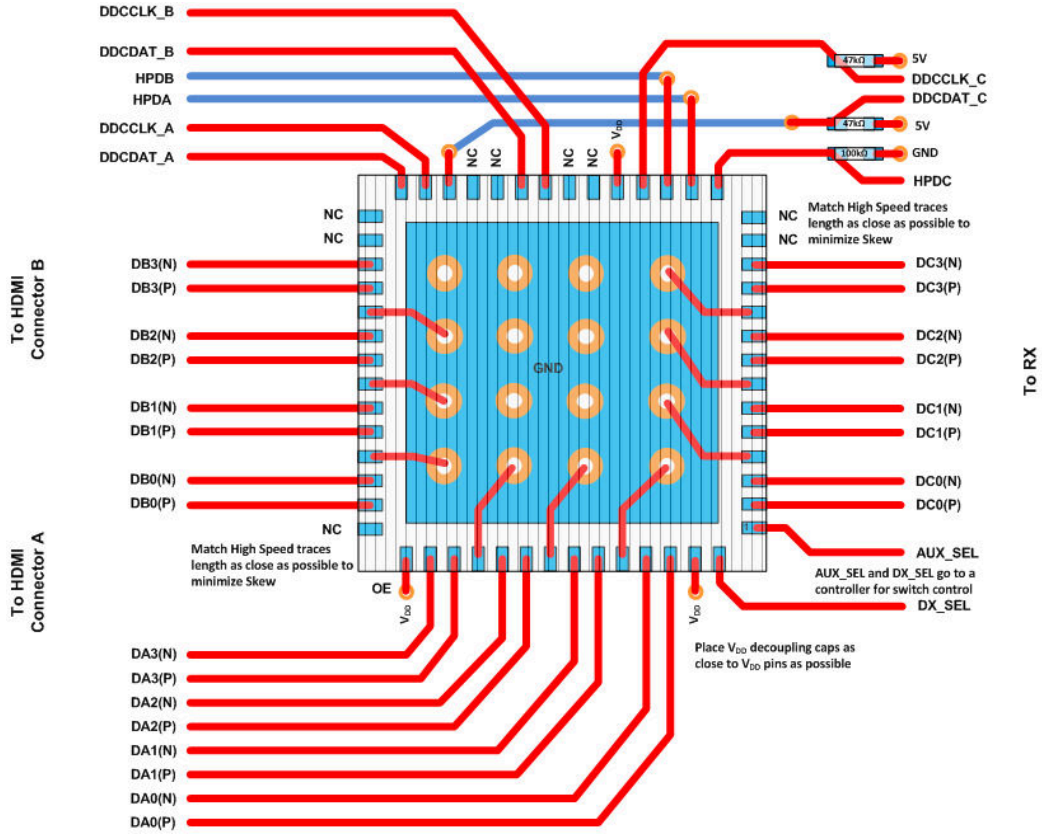 DDCCLK_B
DDCDAT_B
HPDB
HPDA
DDCCLK_A
DDCDAT_A
NC
NC
NC
NC
VDD
47kΩ
5V
DDCCLK_C
DDCDAT_C
47kΩ
5V
100kΩ
GND
HPDC
NC
NC
NC
NC
Match High Speed traces
length as close as possible to
minimize Skew
To HDMI
Connector B
DB3(N)
DB3(P)
DB2(N)
DB2(P)
DB1(N)
DB1(P)
DB0(N)
DB0(P)
NC
GND
DC3(N)
DC3(P)
DC2(N)
DC2(P)
DC1(N)
DC1(P)
DC0(N)
DC0(P)
1
To RX
To HDMI
Connector A
Match High Speed traces
length as close as possible to
minimize Skew
OE
VDD
VDD
AUX_SEL
AUX_SEL and DX_SEL go to a
controller for switch control
DX_SEL
Place VDD decoupling caps as
close to VDD pins as possible
DA3(N)
DA3(P)
DA2(N)
DA2(P)
DA1(N)
DA1(P)
DA0(N)
DA0(P)